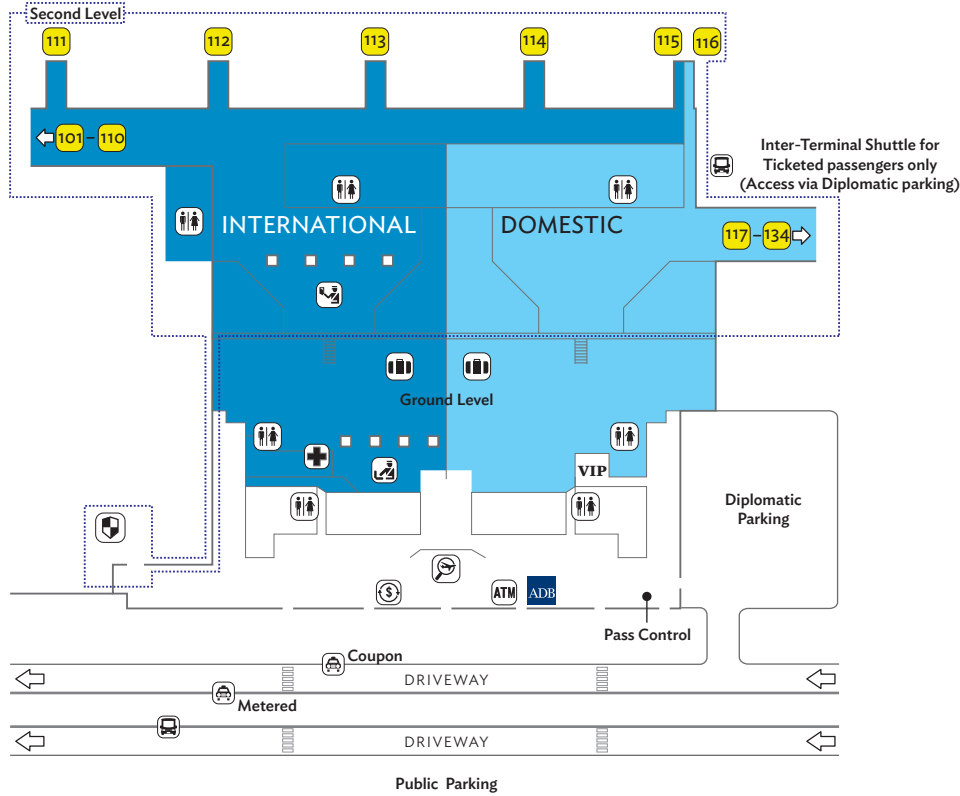 Second Level
111
112
113
114
115
116
101 – 110
Inter-Terminal Shuttle for
Ticketed passengers only
(Access via Diplomatic parking)
INTERNATIONAL
DOMESTIC
117 – 134
Ground Level
VIP
Diplomatic
Parking
$
ATM
ADB
Pass Control
Coupon
DRIVEWAY
Metered
DRIVEWAY
Public Parking